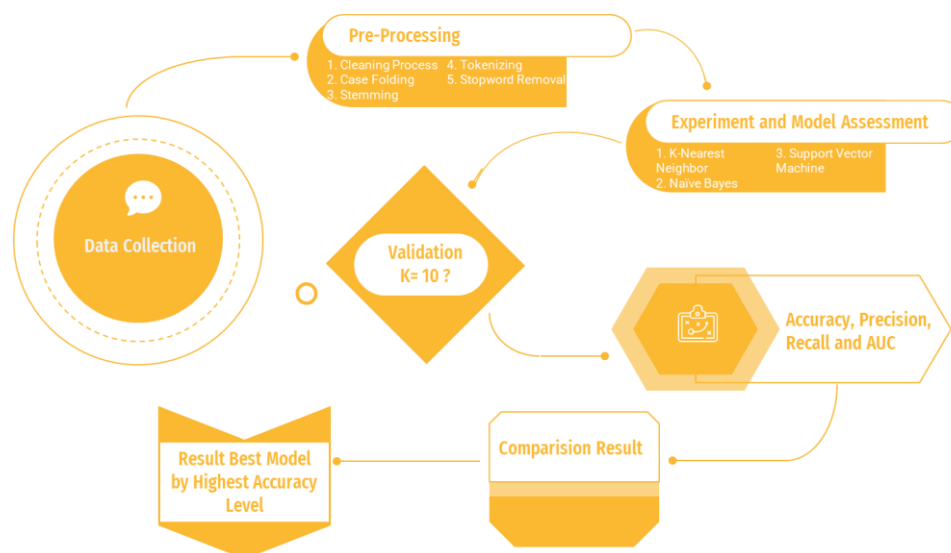 Pre-Processing
1. Cleaning Process
2. Case Folding
3. Stemming
4. Tokenizing
5. Stopword Removal
Experiment and Model Assessment
1. K-Nearest
Neighbor
2. Naïve Bayes
3. Support Vector
Machine
Data Collection
Validation
K= 10 ?
Accuracy, Precision,
Recall and AUC
Comparision Result
Result Best Model
by Highest Accuracy
Level